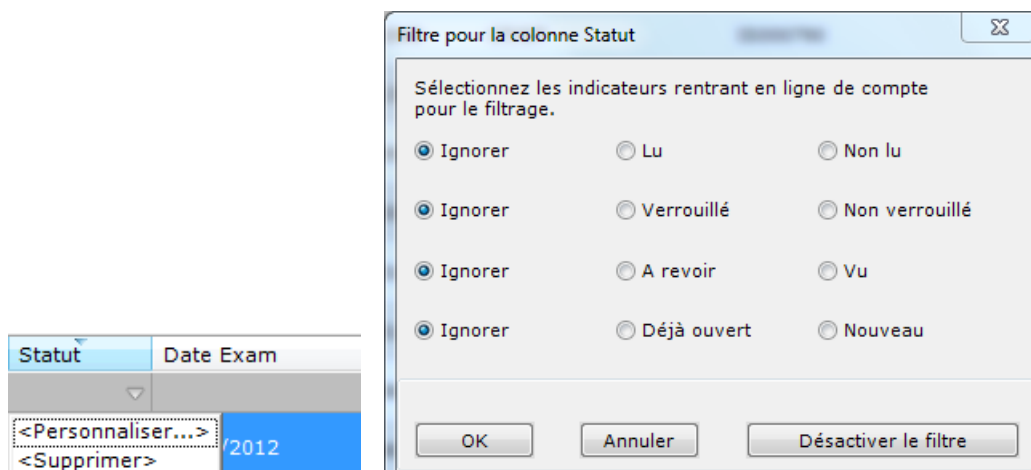 Filtre pour la colonne Statut
Sélectionnez les indicateurs rentrant en ligne de compte
pour le filtrage.
Ignorer Lu Non lu
Ignorer Verrouillé Non verrouillé
Ignorer A revoir Vu
Ignorer Déjà ouvert Nouveau
OK Annuler Désactiver le filtre
Statut Date Exam
<Personnaliser...> /2012
<Supprimer>